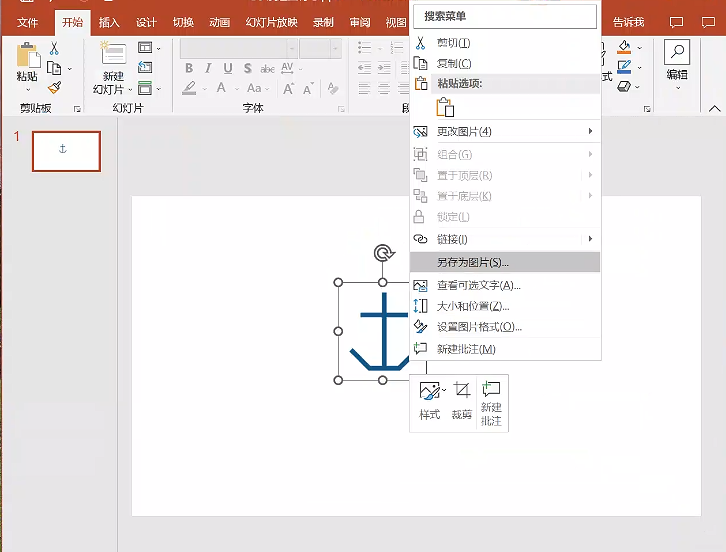 文件 开始 插入 设计 切换 动画 幻灯片放映 录制 审阅 视图 告诉我
粘贴
新建
幻灯片
B I U S abc AV
A Aa A A A
编辑
剪贴板 幻灯片 字体
1
搜索菜单
剪切(T)
复制(C)
粘贴选项:
更改图片(4)
组合(G)
置于顶层(R)
置于底层(K)
锁定(L)
链接(I)
另存为图片(S)...
查看可选文字(A)...
大小和位置(Z)...
设置图片格式(O)...
新建批注(M)
样式 裁剪 新建
批注